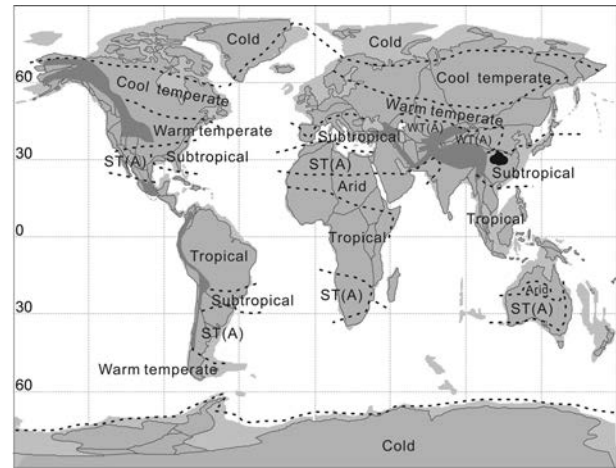 Cold
Cold
60
Cool temperate
Cool temperate
Warm temperate
WT(A)
Warm temperate
Subtropical
WT(A)
30
ST(A)
Subtropical
ST(A)
Subtropical
Arid
Tropical
0
Tropical
Tropical
ST(A)
Arid
Subtropical
30
ST(A)
ST(A)
Warm temperate
60
Cold